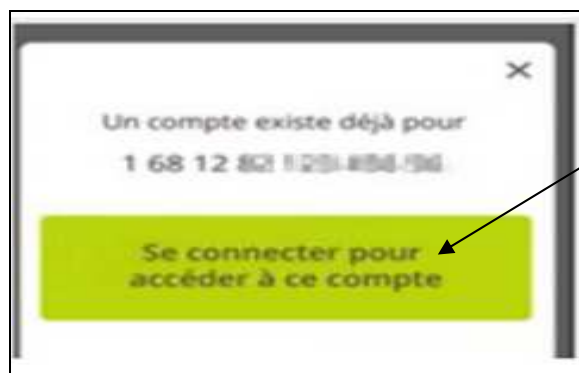 ×
Un compte existe déjà pour
1 68 12
Se connecter pour
accéder à ce compte